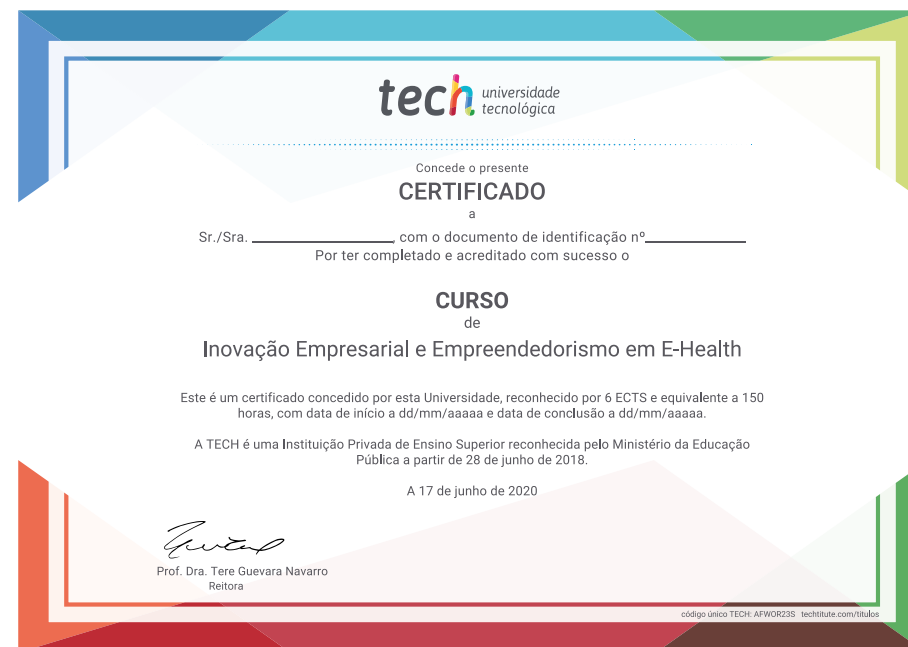 tech universidade
tecnológica
Concede o presente
CERTIFICADO
a
Sr./Sra. ____________________, com o documento de identificação nº______________
Por ter completado e acreditado com sucesso o
CURSO
de
Inovação Empresarial e Empreendedorismo em E-Health
Este é um certificado concedido por esta Universidade, reconhecido por 6 ECTS e equivalente a 150
horas, com data de início a dd/mm/aaaaa e data de conclusão a dd/mm/aaaaa.
A TECH é uma Instituição Privada de Ensino Superior reconhecida pelo Ministério da Educação
Pública a partir de 28 de junho de 2018.
A 17 de junho de 2020
Prof. Dra. Tere Guevara Navarro
Reitora
código único TECH: AFWOR23S techtitute.com/titulos